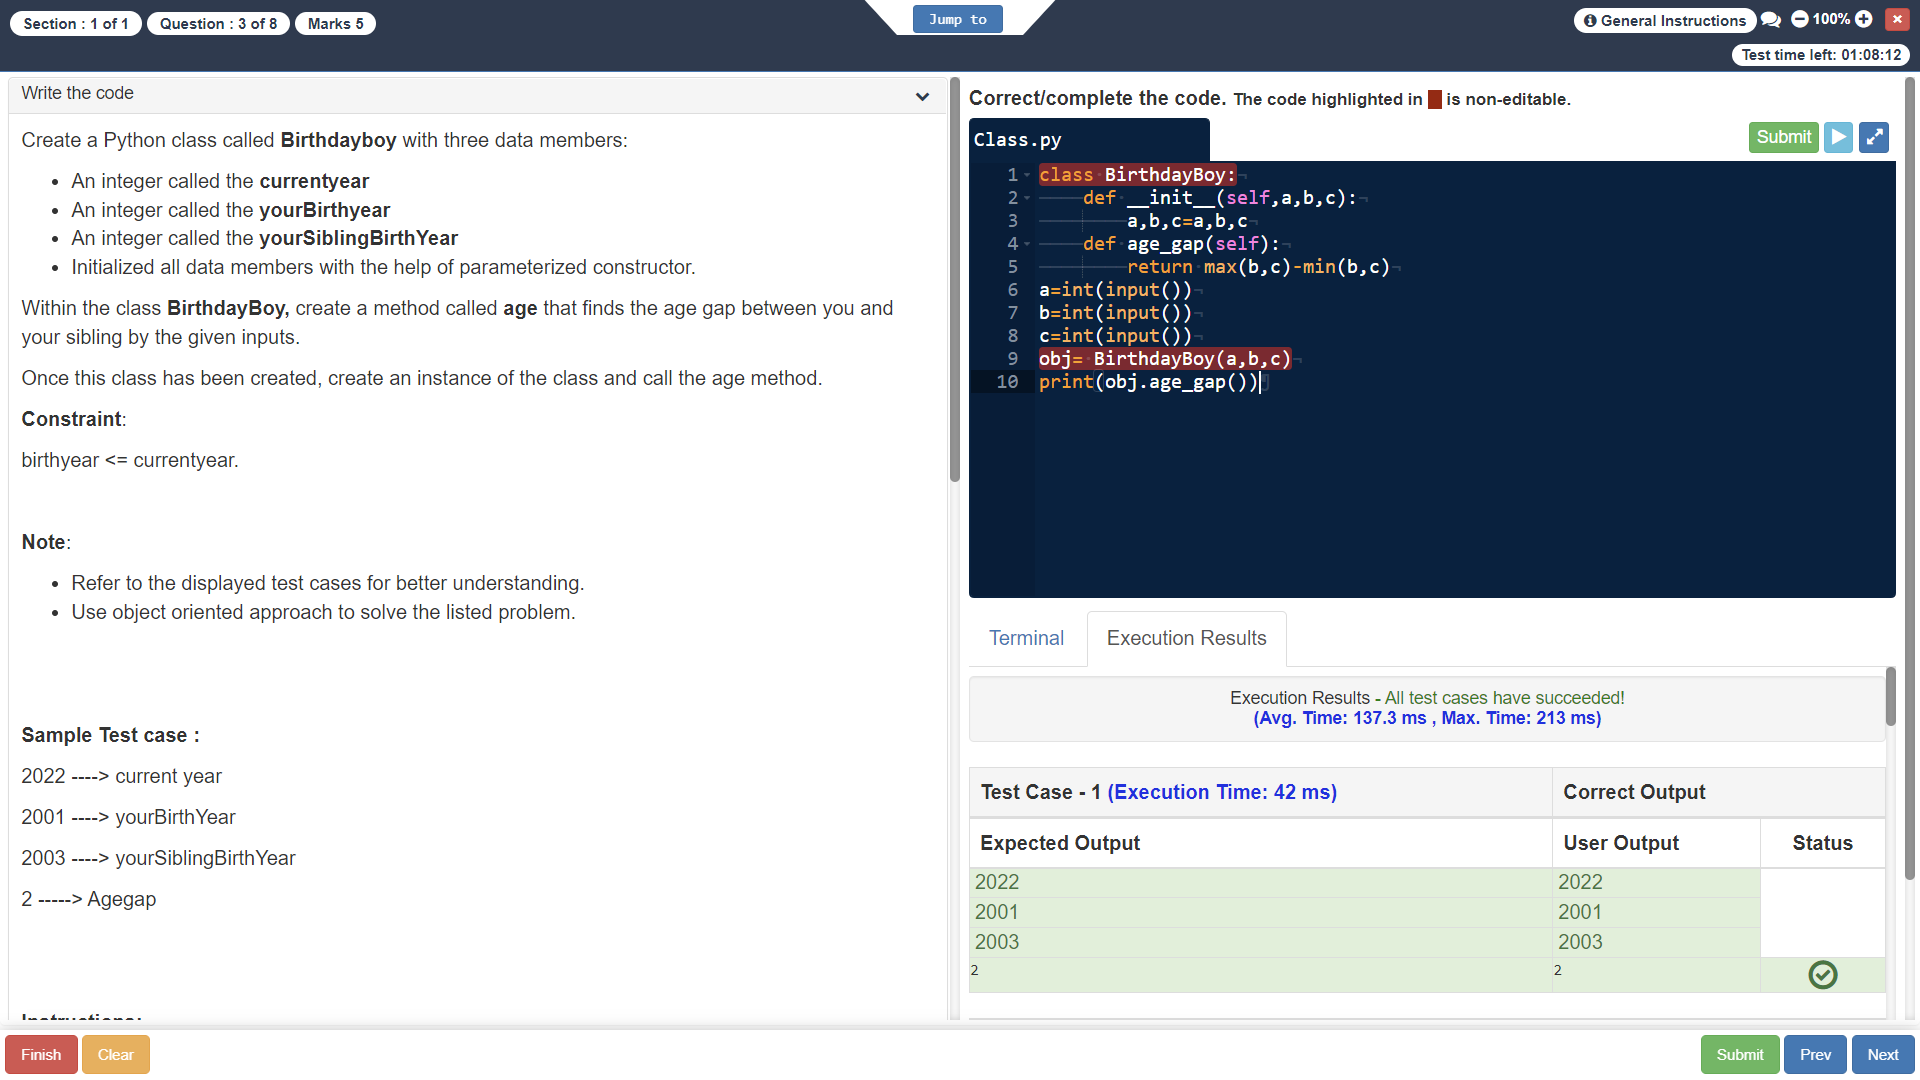 Section : 1 of 1
Question : 3 of 8
Marks 5
Jump to
General Instructions
100%
Test time left: 01:08:12
Write the code
Create a Python class called Birthdayboy with three data members:
• An integer called the currentyear
• An integer called the yourBirthyear
• An integer called the yourSiblingBirthYear
• Initialized all data members with the help of parameterized constructor.
Within the class BirthdayBoy, create a method called age that finds the age gap between you and
your sibling by the given inputs.
Once this class has been created, create an instance of the class and call the age method.
Constraint:
birthyear <= currentyear.
Note:
• Refer to the displayed test cases for better understanding.
• Use object oriented approach to solve the listed problem.
Sample Test case :
2022 ----> current year
2001 ----> yourBirthYear
2003 ----> yourSiblingBirthYear
2 -----> Agegap
Instructions:
Correct/complete the code. The code highlighted in is non-editable.
Class.py
Submit
1 class BirthdayBoy:
2 def __init__(self,a,b,c):
3 a,b,c=a,b,c
4 def age_gap(self):
5 return max(b,c)-min(b,c)
6 a=int(input())
7 b=int(input())
8 c=int(input())
9 obj= BirthdayBoy(a,b,c)
10 print(obj.age_gap())
Terminal
Execution Results
Execution Results - All test cases have succeeded!
(Avg. Time: 137.3 ms , Max. Time: 213 ms)
Test Case - 1 (Execution Time: 42 ms)
Correct Output
Expected Output
User Output
Status
2022
2022
2001
2001
2003
2003
2
2
Finish
Clear
Submit
Prev
Next